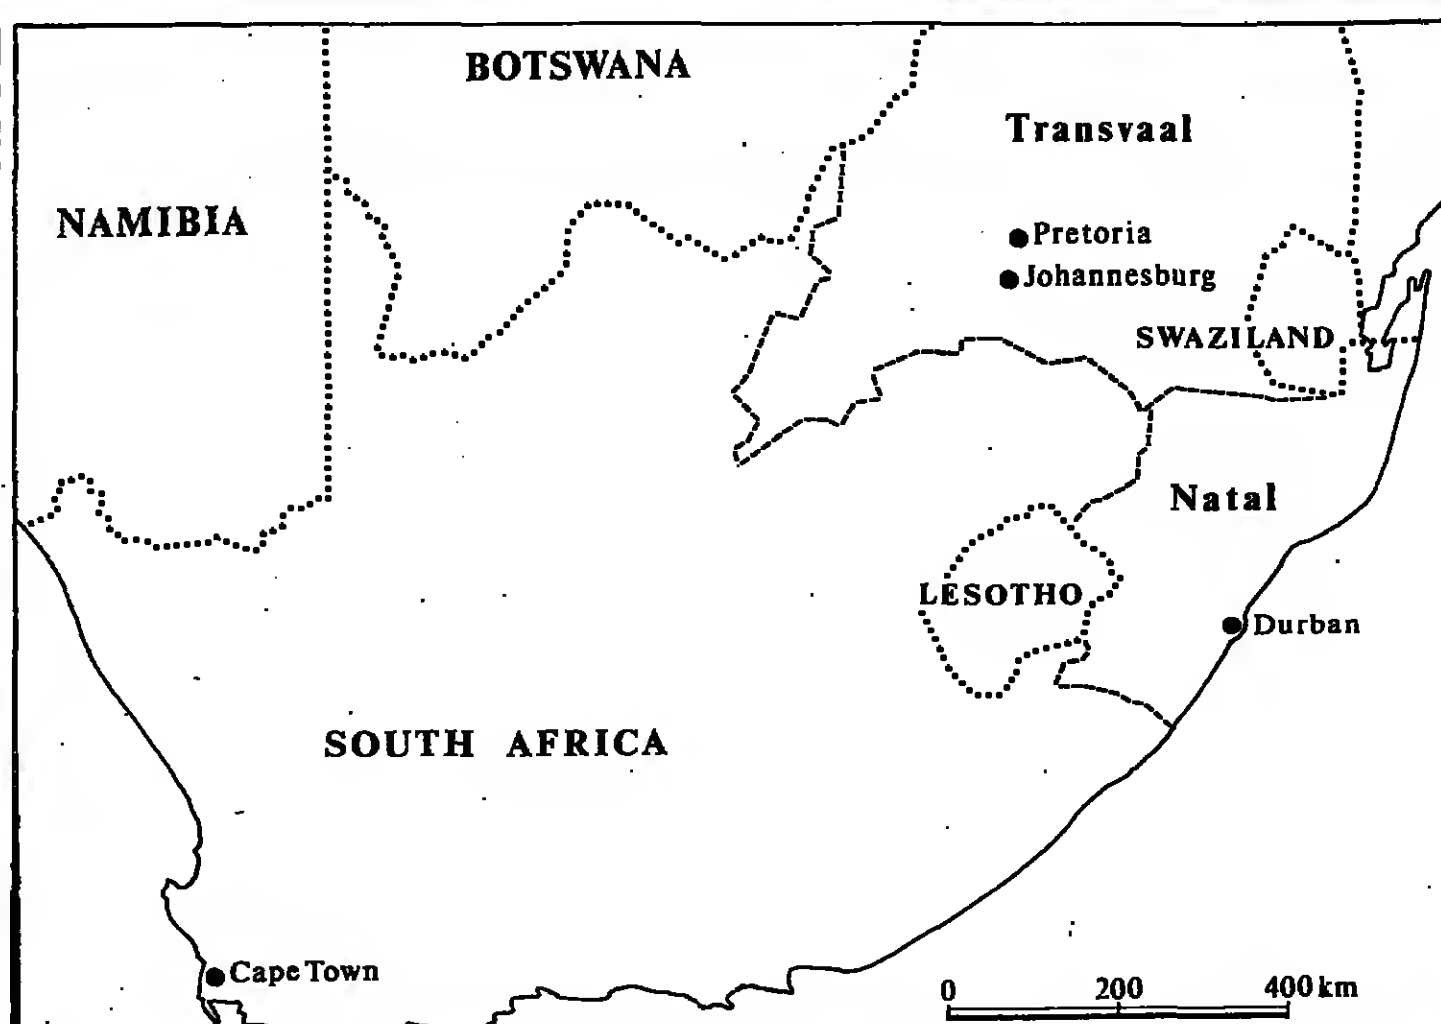 BOTSWANA
Transvaal
NAMIBIA
Pretoria
Johannesburg
SWAZILAND
Natal
LESOTHO
Durban
SOUTH AFRICA
Cape Town
0 200 400 km